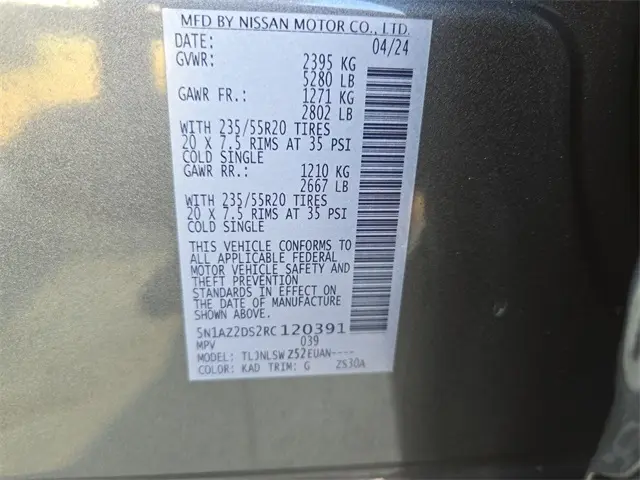 MFD BY NISSAN MOTOR CO., LTD.
DATE: 04/24
GVWR: 2395 KG
5280 LB
GAWR FR.: 1271 KG
2802 LB
WITH 235/55R20 TIRES
20 X 7.5 RIMS AT 35 PSI
COLD SINGLE
GAWR RR.: 1210 KG
2667 LB
WITH 235/55R20 TIRES
20 X 7.5 RIMS AT 35 PSI
COLD SINGLE
THIS VEHICLE CONFORMS TO
ALL APPLICABLE FEDERAL
MOTOR VEHICLE SAFETY AND
THEFT PREVENTION
STANDARDS IN EFFECT ON
THE DATE OF MANUFACTURE
SHOWN ABOVE.
5N1AZ2DS2RC120391
MPV 039
MODEL: TLJNLSWZ52EUAN----
COLOR: KAD TRIM: G ZS30A